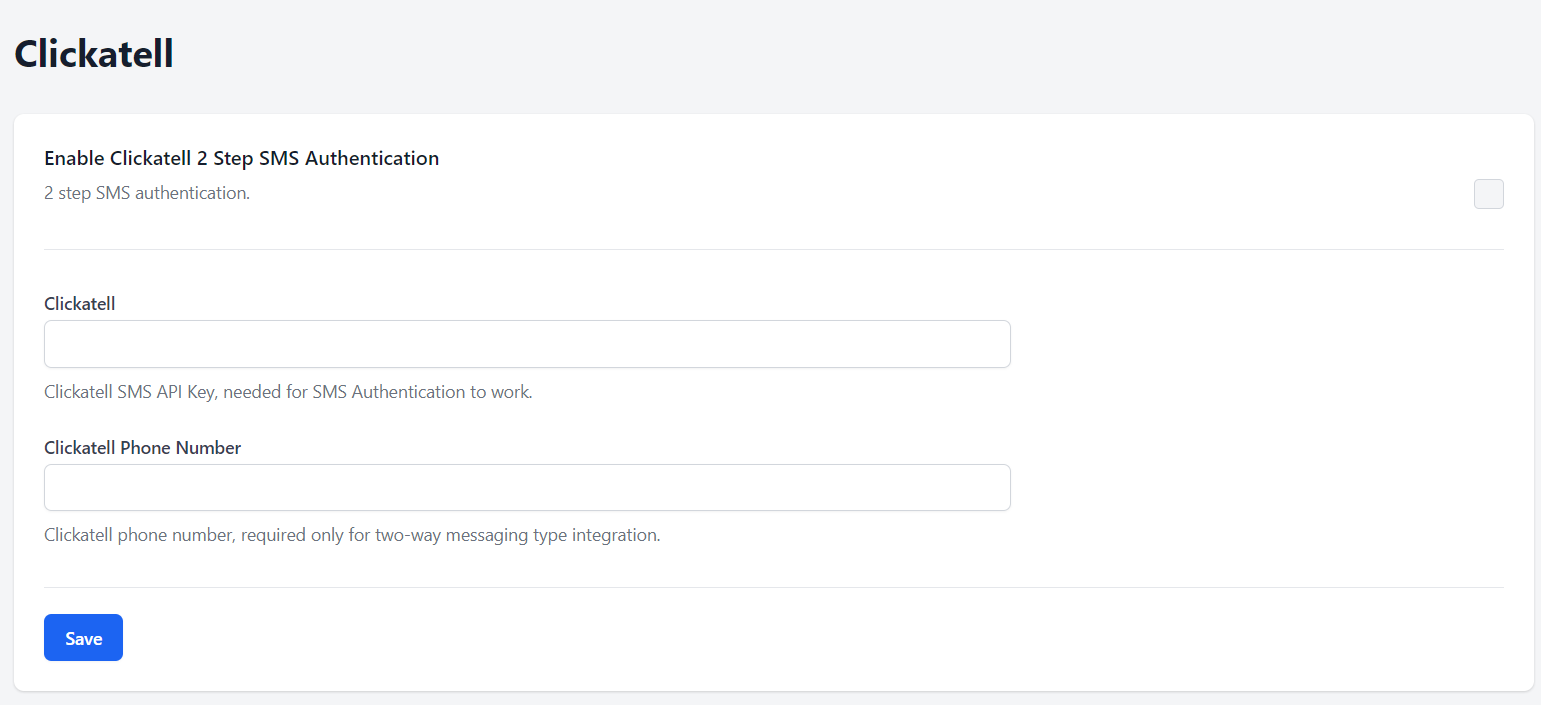 Clickatell
Enable Clickatell 2 Step SMS Authentication
2 step SMS authentication.
Clickatell
Clickatell SMS API Key, needed for SMS Authentication to work.
Clickatell Phone Number
Clickatell phone number, required only for two-way messaging type integration.
Save